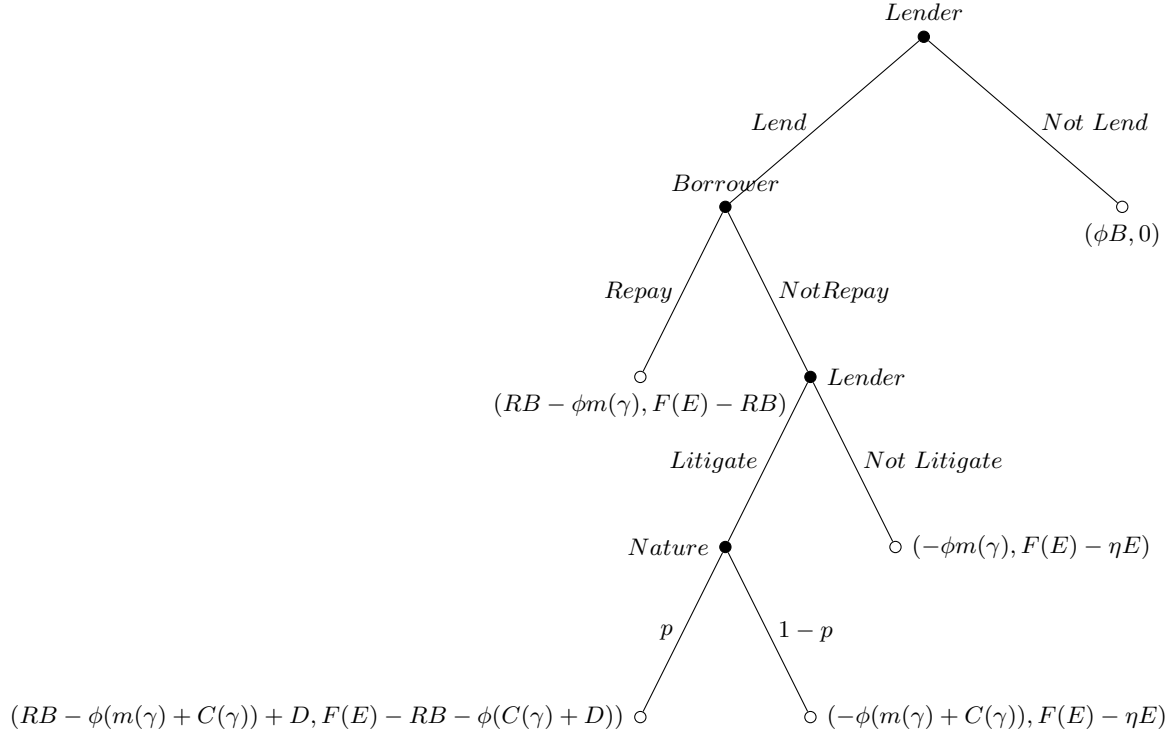 Lender
Lend
Not Lend
Borrower
(ϕB, 0)
Repay
NotRepay
Lender
(RB − ϕm(γ), F(E) − RB)
Litigate
Not Litigate
Nature
(−ϕm(γ), F(E) − ηE)
p
1 − p
(RB − ϕ(m(γ) + C(γ)) + D, F(E) − RB − ϕ(C(γ) + D))
(−ϕ(m(γ) + C(γ)), F(E) − ηE)